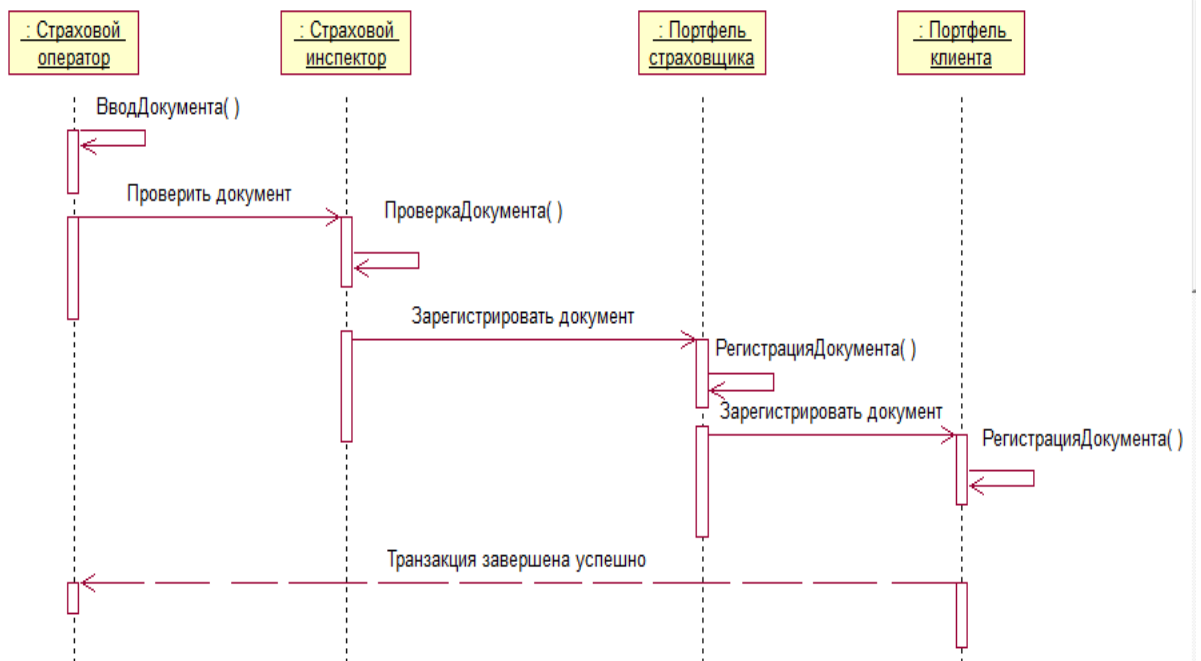 : Страховой
оператор
: Страховой
инспектор
: Портфель
страховщика
: Портфель
клиента
ВводДокумента( )
Проверить документ
ПроверкаДокумента( )
Зарегистрировать документ
РегистрацияДокумента( )
Зарегистрировать документ
РегистрацияДокумента( )
Транзакция завершена успешно